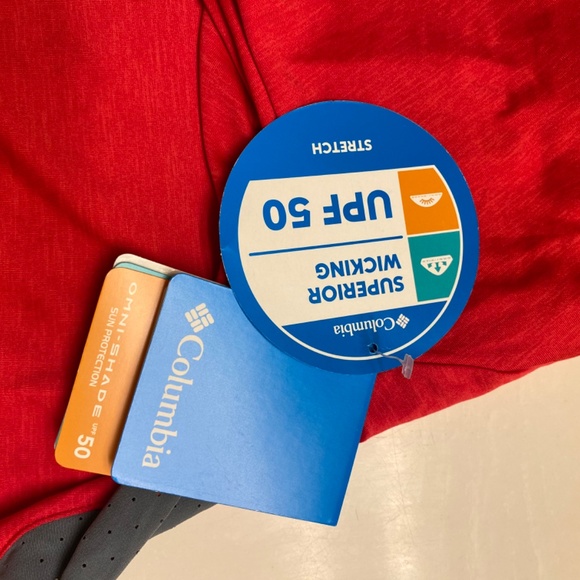 Columbia
SUPERIOR
WICKING
UPF 50
STRETCH
Columbia
OMNI-SHADE UPF 50
SUN PROTECTION